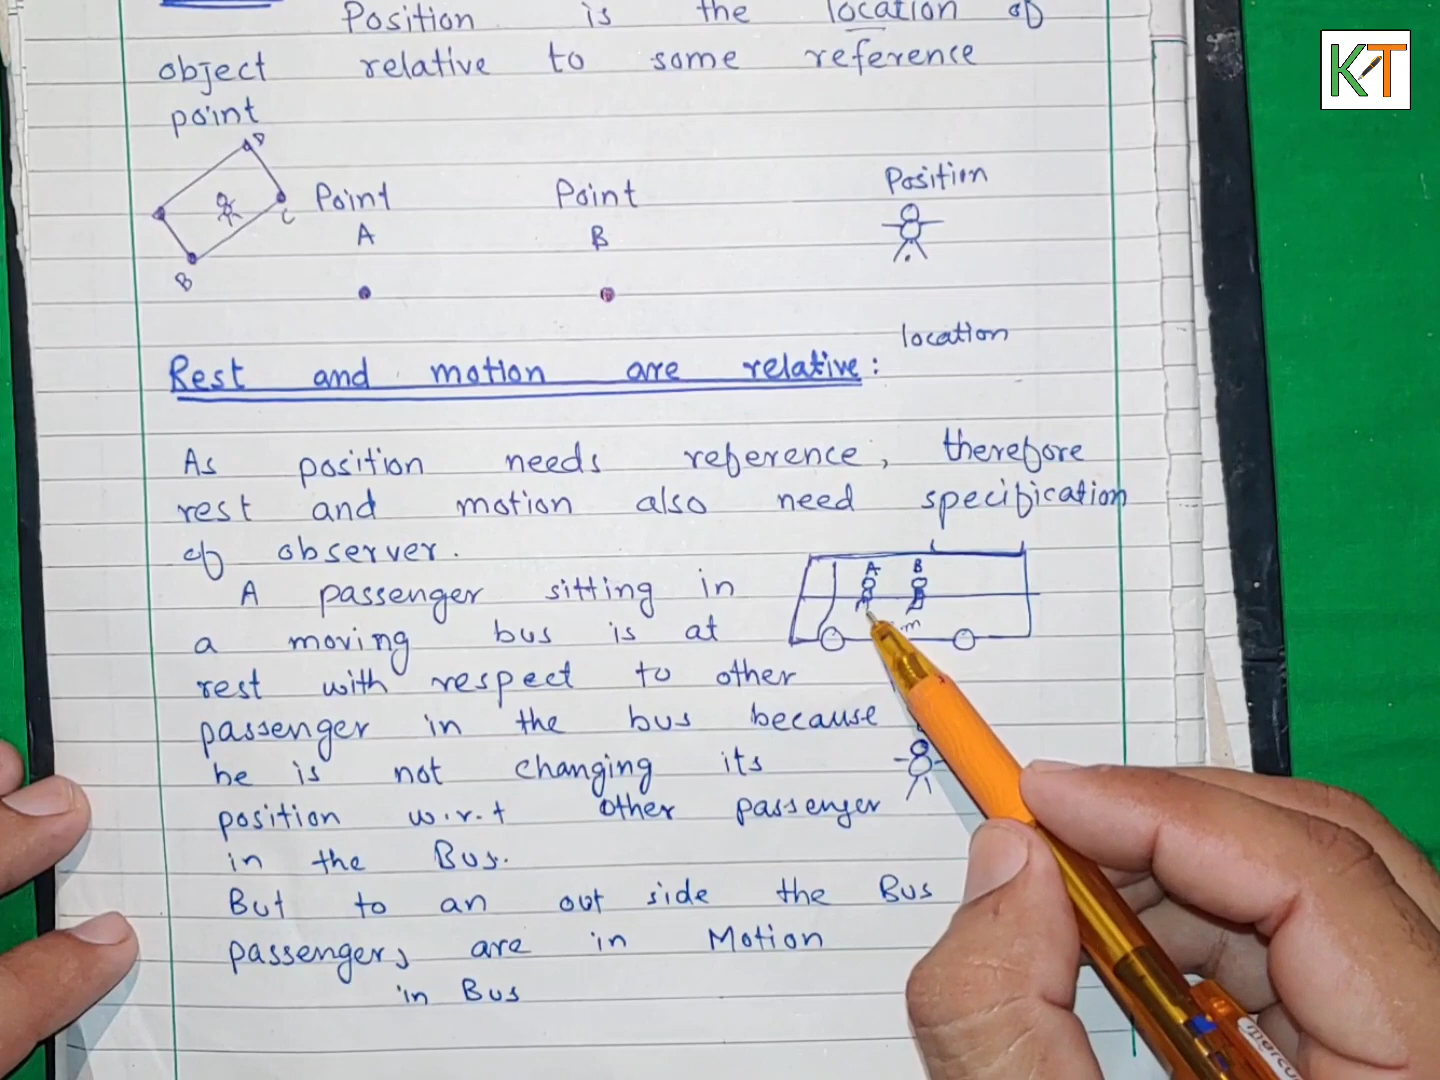 Position is the location of
object relative to some reference
point
D
C
B
Point Point Position
A B
location
Rest and motion are relative:
As position needs reference, therefore
rest and motion also need specification
of observer.
A B
A passenger sitting in
a moving bus is at
m
rest with respect to other
passenger in the bus because
he is not changing its
position w.r.t other passenger
in the Bus.
But to an out side the Bus
passengers are in Motion
in Bus
KT